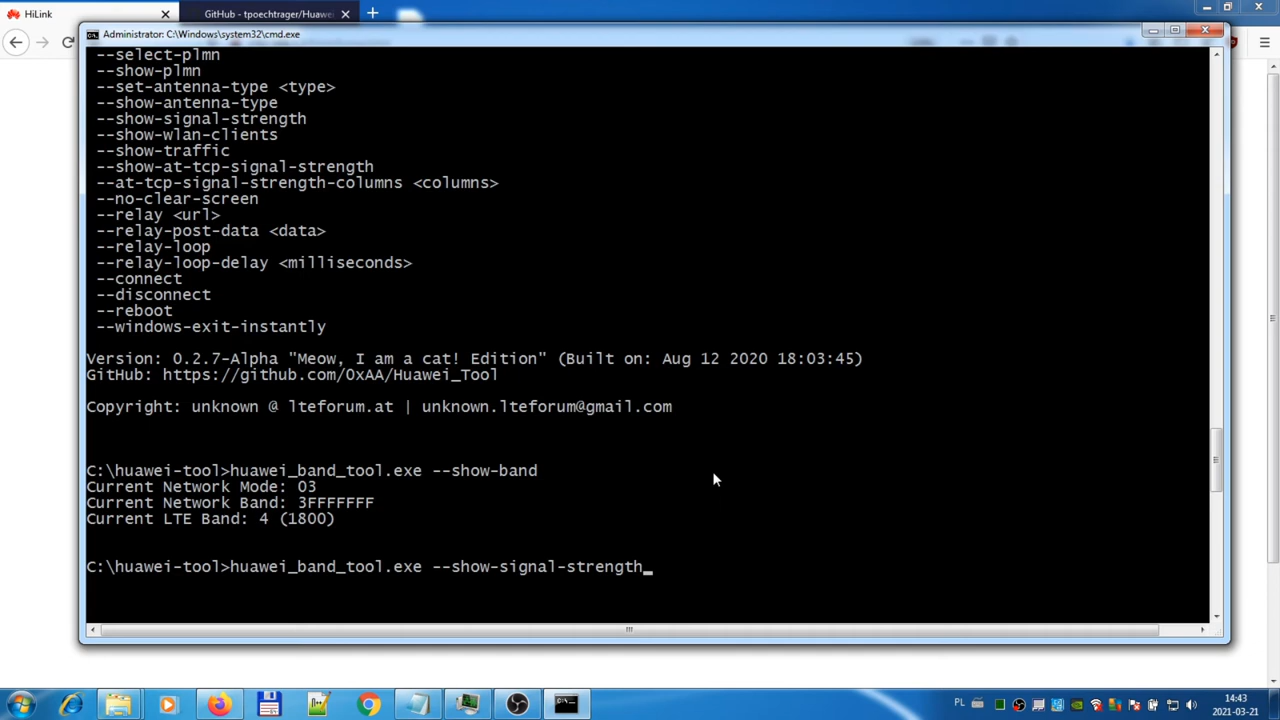 HiLink
GitHub - tpoechtrager/Huawei
Administrator: C:\Windows\system32\cmd.exe
--select-plmn
--show-plmn
--set-antenna-type <type>
--show-antenna-type
--show-signal-strength
--show-wlan-clients
--show-traffic
--show-at-tcp-signal-strength
--at-tcp-signal-strength-columns <columns>
--no-clear-screen
--relay <url>
--relay-post-data <data>
--relay-loop
--relay-loop-delay <milliseconds>
--connect
--disconnect
--reboot
--windows-exit-instantly
Version: 0.2.7-Alpha "Meow, I am a cat! Edition" (Built on: Aug 12 2020 18:03:45)
GitHub: https://github.com/0xAA/Huawei_Tool
Copyright: unknown @ lteforum.at | unknown.lteforum@gmail.com
C:\huawei-tool>huawei_band_tool.exe --show-band
Current Network Mode: 03
Current Network Band: 3FFFFFFF
Current LTE Band: 4 (1800)
C:\huawei-tool>huawei_band_tool.exe --show-signal-strength_
PL
14:43
2021-03-21